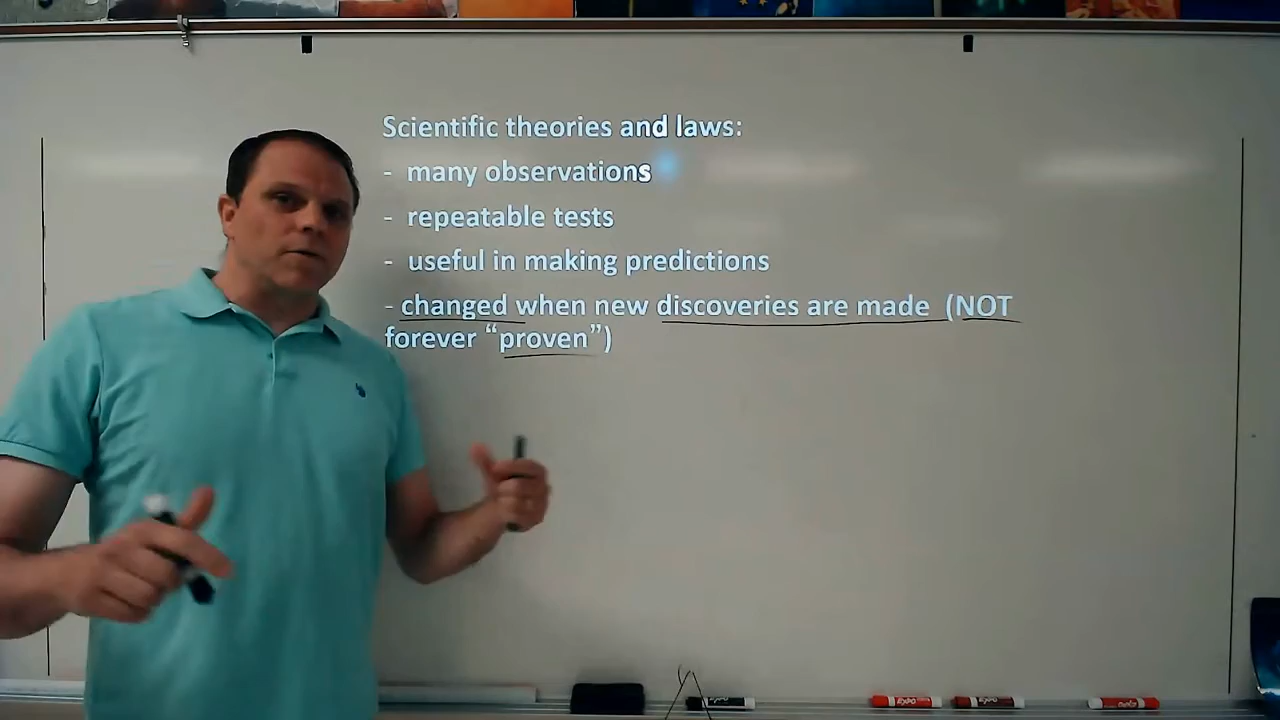 Scientific theories and laws:
- many observations
- repeatable tests
- useful in making predictions
- changed when new discoveries are made (NOT
forever “proven”)
EXPO